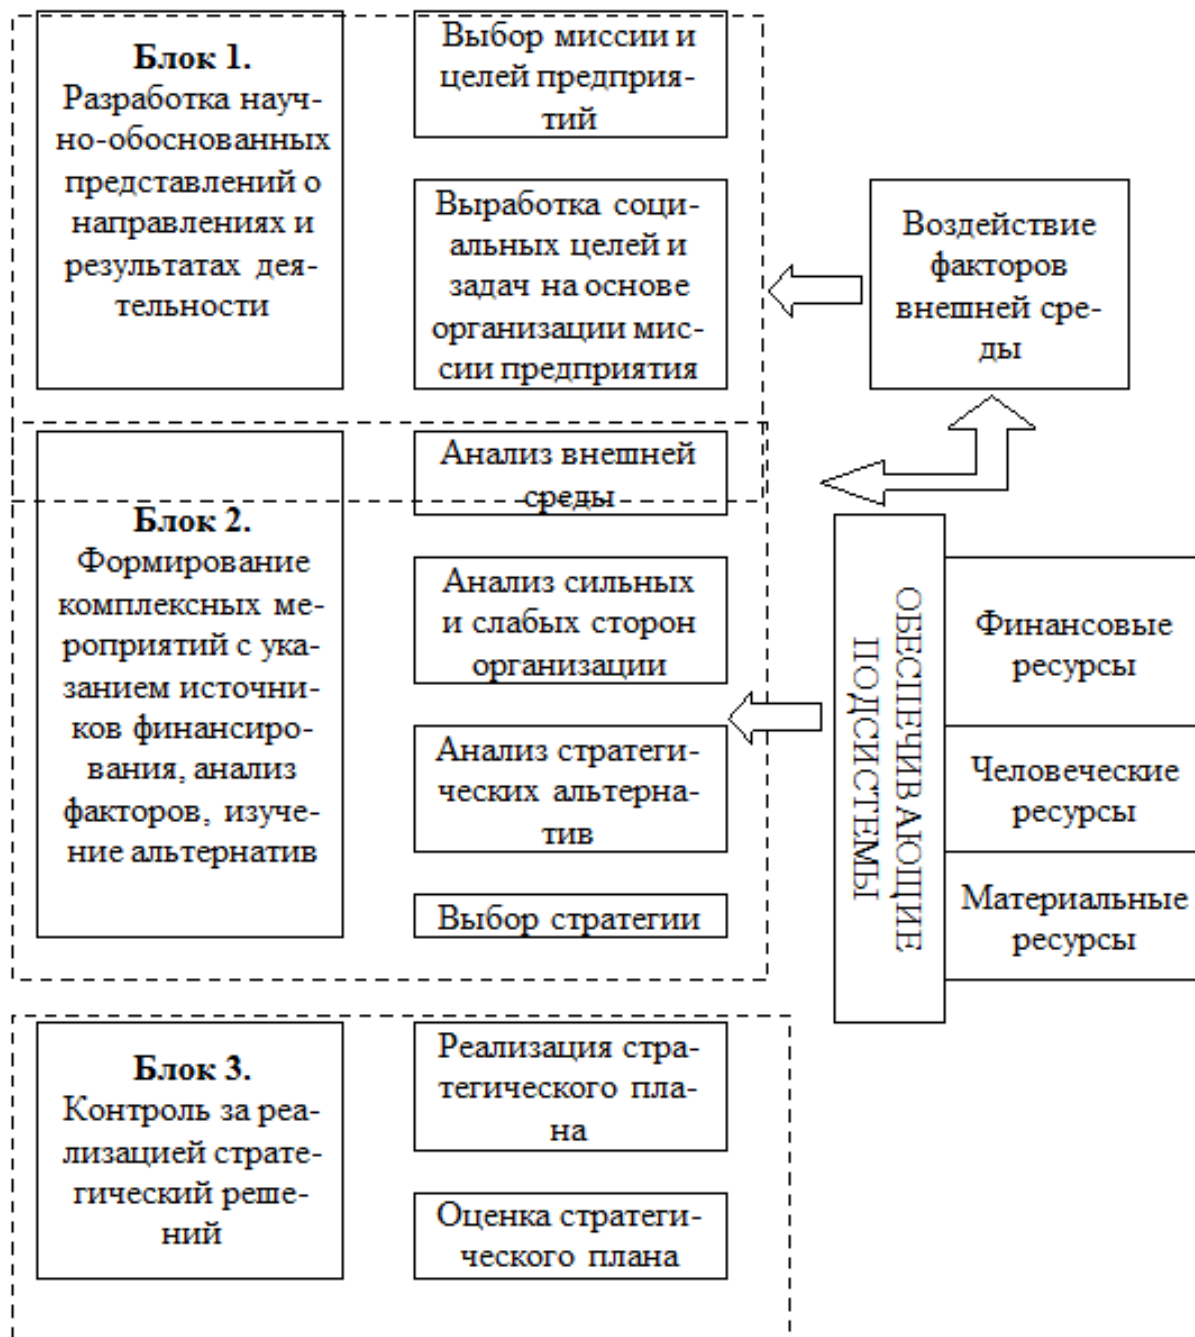 Блок 1.
Разработка науч-
но-обоснованных
представлений о
направлениях и
результатах дея-
тельности
Выбор миссии и
целей предприя-
тий
Выработка соци-
альных целей и
задач на основе
организации мис-
сии предприятия
Воздействие
факторов
внешней сре-
ды
Блок 2.
Формирование
комплексных ме-
роприятий с ука-
занием источни-
ков финансиро-
вания, анализ
факторов, изуче-
ние альтернатив
Анализ внешней
среды
Анализ сильных
и слабых сторон
организации
Анализ стратеги-
ческих альтерна-
тив
Выбор стратегии
ОБЕСПЕЧИВАЮЩИЕ
ПОДСИСТЕМЫ
Финансовые
ресурсы
Человеческие
ресурсы
Материальные
ресурсы
Блок 3.
Контроль за реа-
лизацией страте-
гический реше-
ний
Реализация стра-
тегического пла-
на
Оценка стратеги-
ческого плана